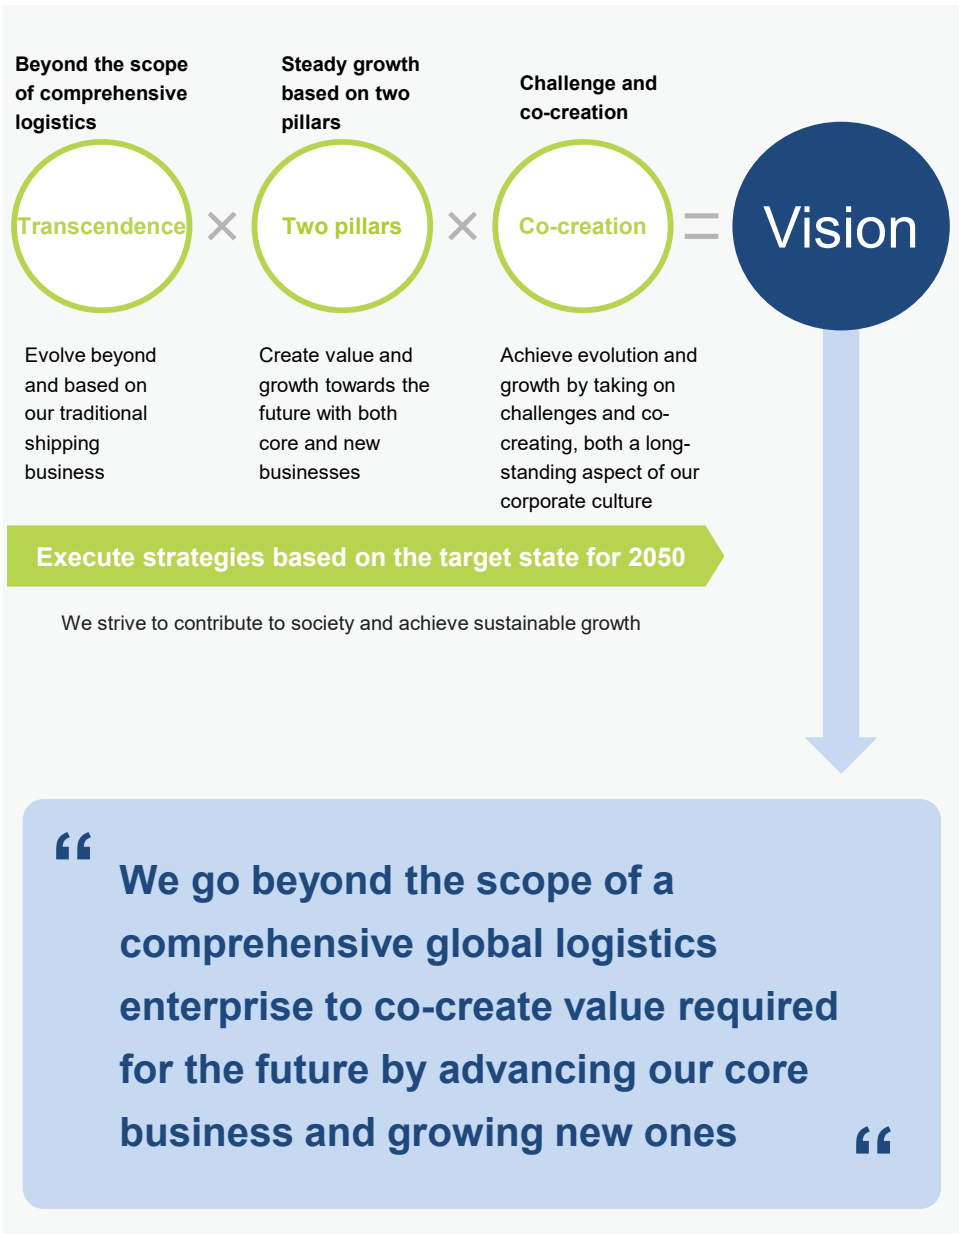 Beyond the scope
of comprehensive
logistics
Steady growth
based on two
pillars
Challenge and
co-creation
Transcendence
×
Two pillars
×
Co-creation
=
Vision
Evolve beyond
and based on
our traditional
shipping
business
Create value and
growth towards the
future with both
core and new
businesses
Achieve evolution and
growth by taking on
challenges and co-
creating, both a long-
standing aspect of our
corporate culture
Execute strategies based on the target state for 2050
We strive to contribute to society and achieve sustainable growth
“
We go beyond the scope of a
comprehensive global logistics
enterprise to co-create value required
for the future by advancing our core
business and growing new ones
“